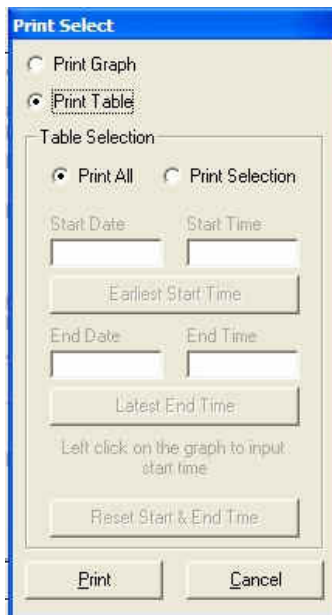 Print Select
Print Graph
Print Table
Table Selection
Print All Print Selection
Start Date Start Time
Earliest Start Time
End Date End Time
Latest End Time
Left click on the graph to input
start time
Reset Start & End Tme
Print Cancel